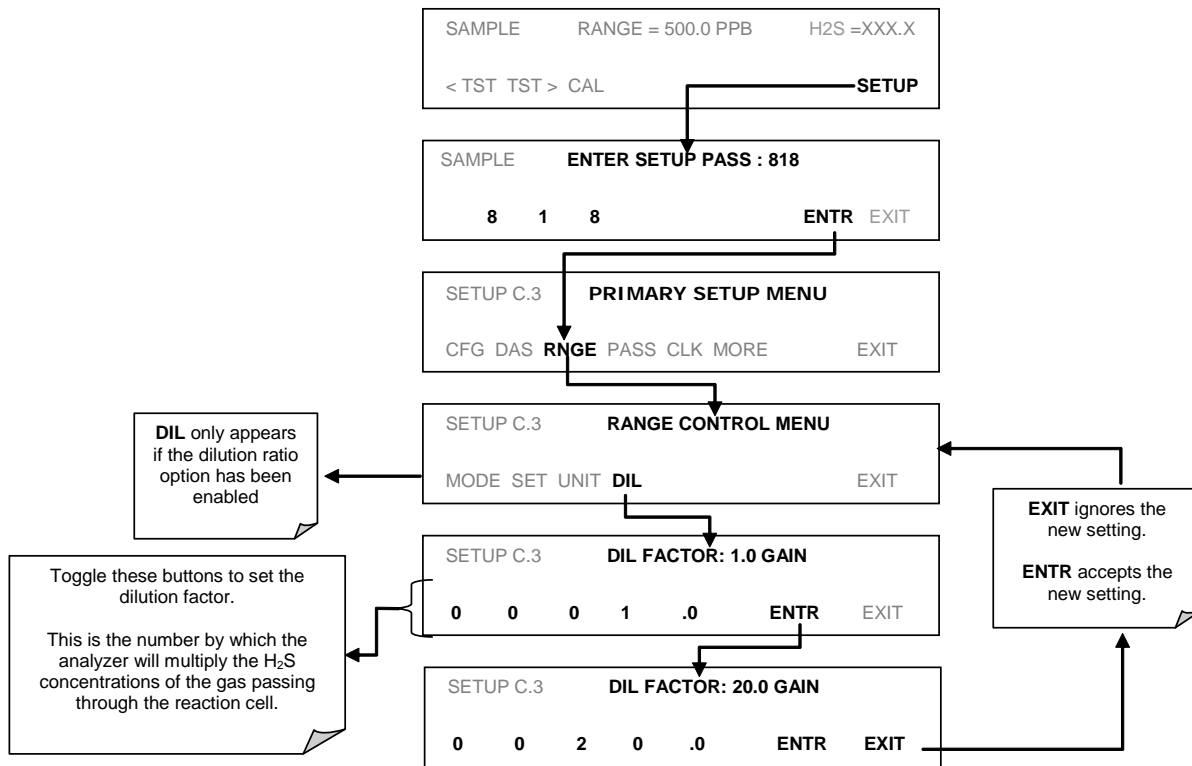 SAMPLE RANGE = 500.0 PPB H2S =XXX.X
< TST TST > CAL SETUP
SAMPLE ENTER SETUP PASS : 818
8 1 8 ENTR EXIT
SETUP C.3 PRIMARY SETUP MENU
CFG DAS RNGE PASS CLK MORE EXIT
SETUP C.3 RANGE CONTROL MENU
MODE SET UNIT DIL EXIT
DIL only appears
if the dilution ratio
option has been
enabled
EXIT ignores the
new setting.
ENTR accepts the
new setting.
SETUP C.3 DIL FACTOR: 1.0 GAIN
0 0 0 1 .0 ENTR EXIT
Toggle these buttons to set the
dilution factor.
This is the number by which the
analyzer will multiply the H2S
concentrations of the gas passing
through the reaction cell.
SETUP C.3 DIL FACTOR: 20.0 GAIN
0 0 2 0 .0 ENTR EXIT